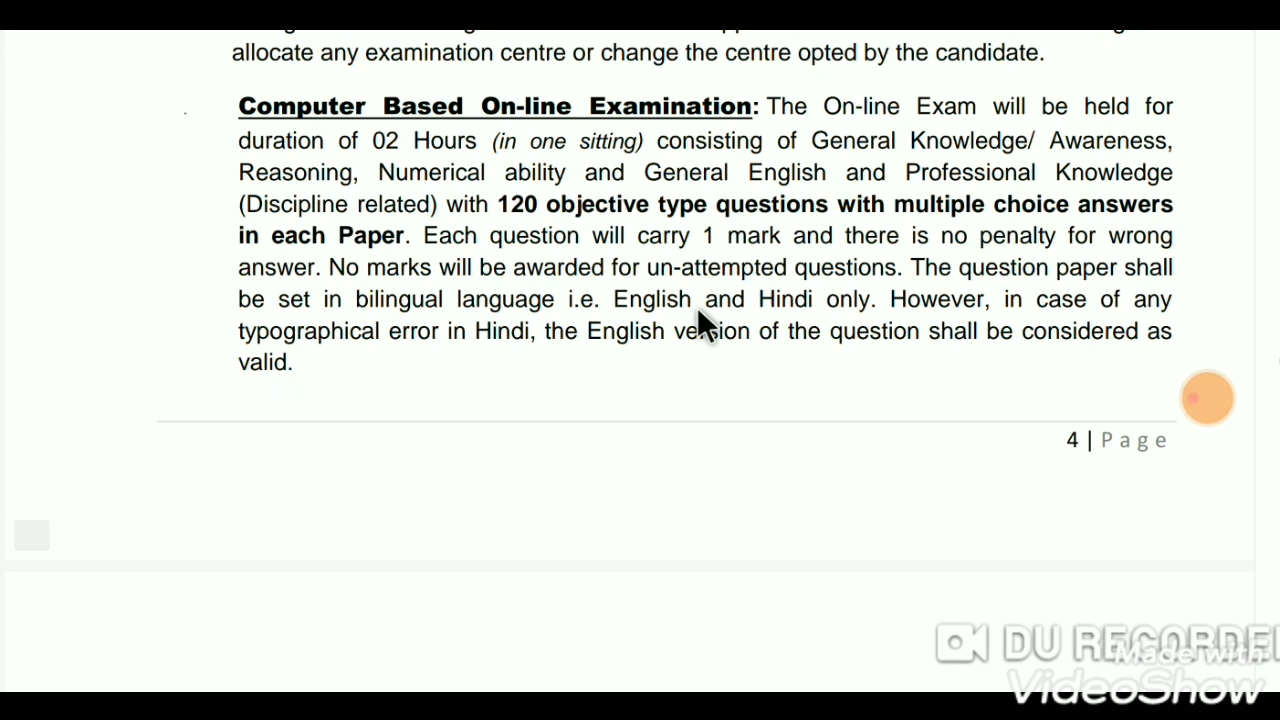 allocate any examination centre or change the centre opted by the candidate.
Computer Based On-line Examination: The On-line Exam will be held for
duration of 02 Hours (in one sitting) consisting of General Knowledge/ Awareness,
Reasoning, Numerical ability and General English and Professional Knowledge
(Discipline related) with 120 objective type questions with multiple choice answers
in each Paper. Each question will carry 1 mark and there is no penalty for wrong
answer. No marks will be awarded for un-attempted questions. The question paper shall
be set in bilingual language i.e. English and Hindi only. However, in case of any
typographical error in Hindi, the English version of the question shall be considered as
valid.
4 | Page
DU RECORDER
Made with
VideoShow